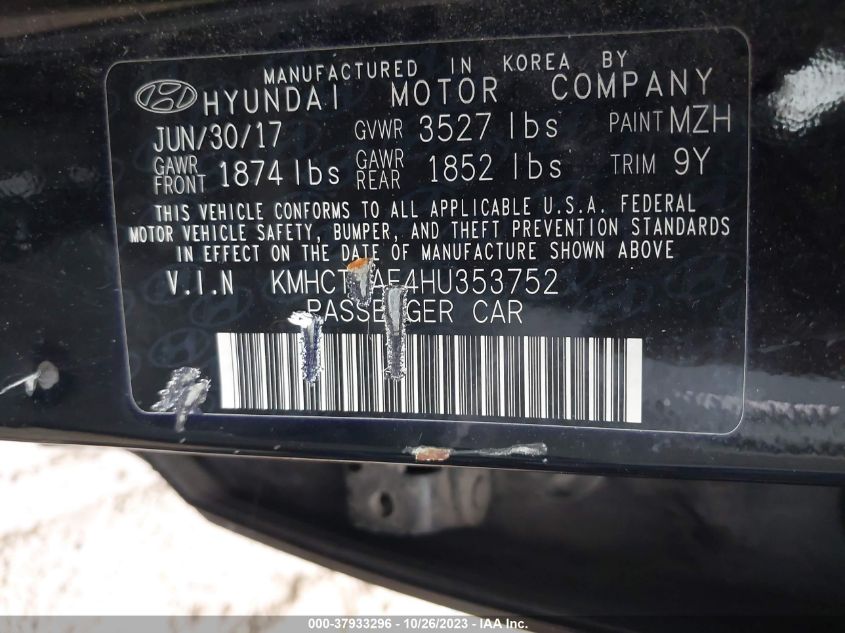 MANUFACTURED IN KOREA BY
HYUNDAI MOTOR COMPANY
JUN/30/17 GVWR 3527 lbs PAINT MZH
GAWR FRONT 1874 lbs GAWR REAR 1852 lbs TRIM 9Y
THIS VEHICLE CONFORMS TO ALL APPLICABLE U.S.A. FEDERAL
MOTOR VEHICLE SAFETY, BUMPER, AND THEFT PREVENTION STANDARDS
IN EFFECT ON THE DATE OF MANUFACTURE SHOWN ABOVE
V.I.N
PASSENGER CAR
000-37933296 - 10/26/2023 - IAA Inc.